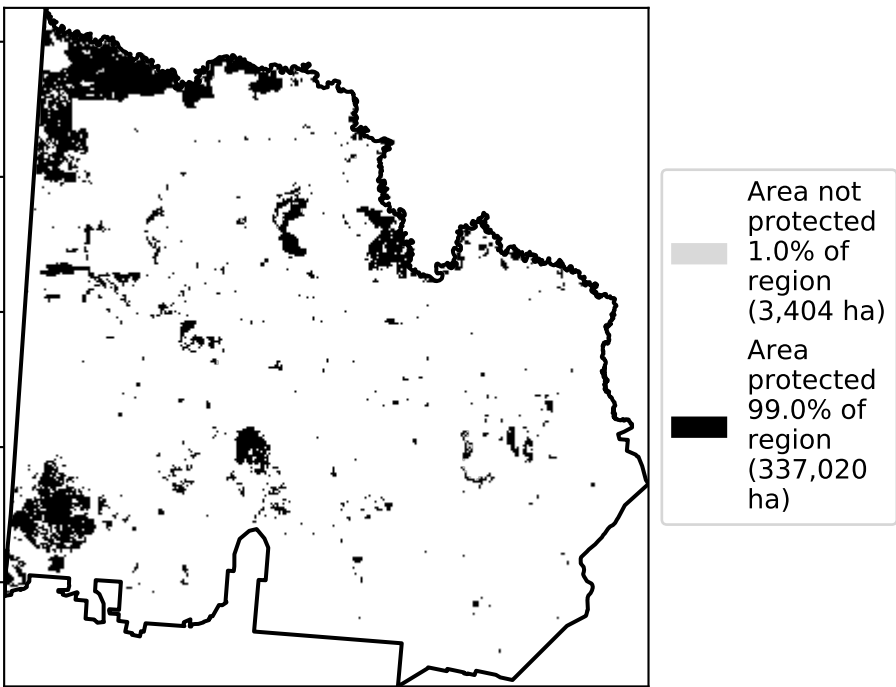 Area not
protected
1.0% of
region
(3,404 ha)
Area
protected
99.0% of
region
(337,020
ha)